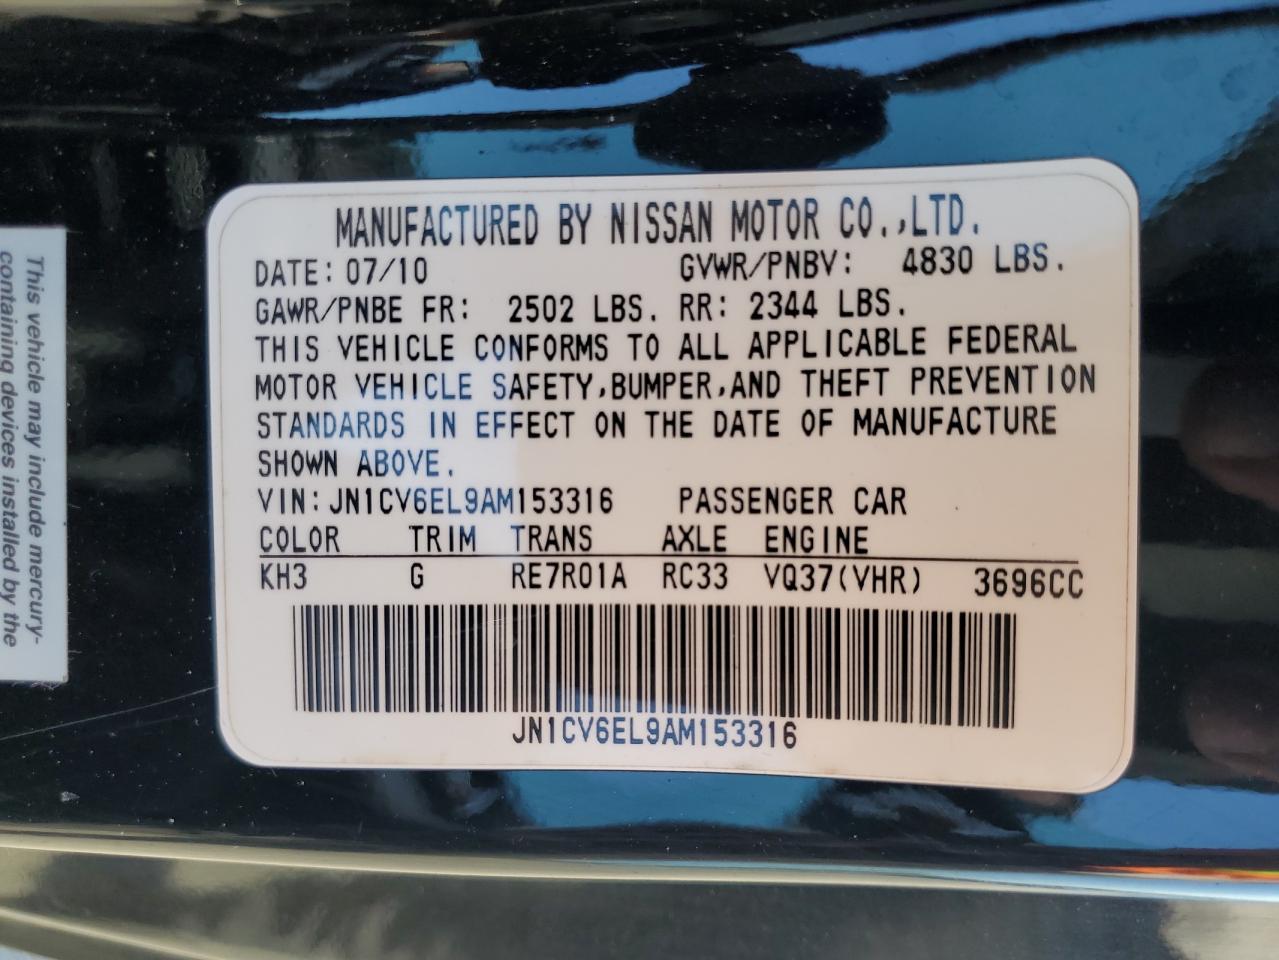 MANUFACTURED BY NISSAN MOTOR CO.,LTD.
DATE: 07/10 GVWR/PNBV: 4830 LBS.
GAWR/PNBE FR: 2502 LBS. RR: 2344 LBS.
THIS VEHICLE CONFORMS TO ALL APPLICABLE FEDERAL
MOTOR VEHICLE SAFETY,BUMPER,AND THEFT PREVENTION
STANDARDS IN EFFECT ON THE DATE OF MANUFACTURE
SHOWN ABOVE.
VIN: JN1CV6EL9AM153316 PASSENGER CAR
COLOR TRIM TRANS AXLE ENGINE
KH3 G RE7R01A RC33 VQ37(VHR) 3696CC
JN1CV6EL9AM153316
This vehicle may include mercury-
containing devices installed by the